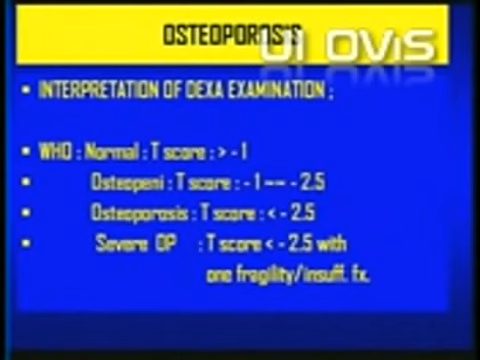 OSTEOPOROSIS
UI OViS
• INTERPRETATION OF DEXA EXAMINATION ;
• WHO : Normal : T score : > - 1
• Osteopeni : T score : - 1 -- - 2.5
• Osteoporosis : T score : < - 2.5
• Severe OP : T score < - 2.5 with
one fragility/insuff. fx.